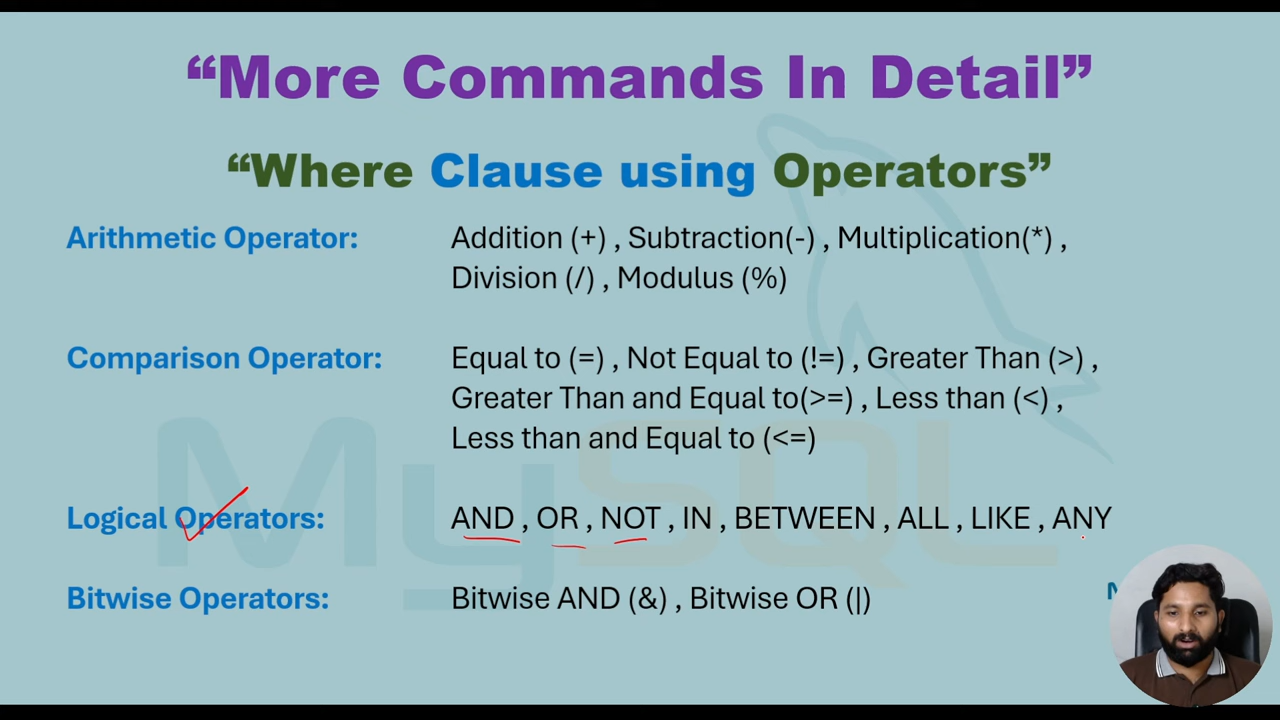 “More Commands In Detail”
“Where Clause using Operators”
Arithmetic Operator: Addition (+) , Subtraction(-) , Multiplication(*) ,
Division (/) , Modulus (%)
Comparison Operator: Equal to (=) , Not Equal to (!=) , Greater Than (>) ,
Greater Than and Equal to(>=) , Less than (<) ,
Less than and Equal to (<=)
Logical Operators: AND , OR , NOT , IN , BETWEEN , ALL , LIKE , ANY
Bitwise Operators: Bitwise AND (&) , Bitwise OR (|)
MySQL